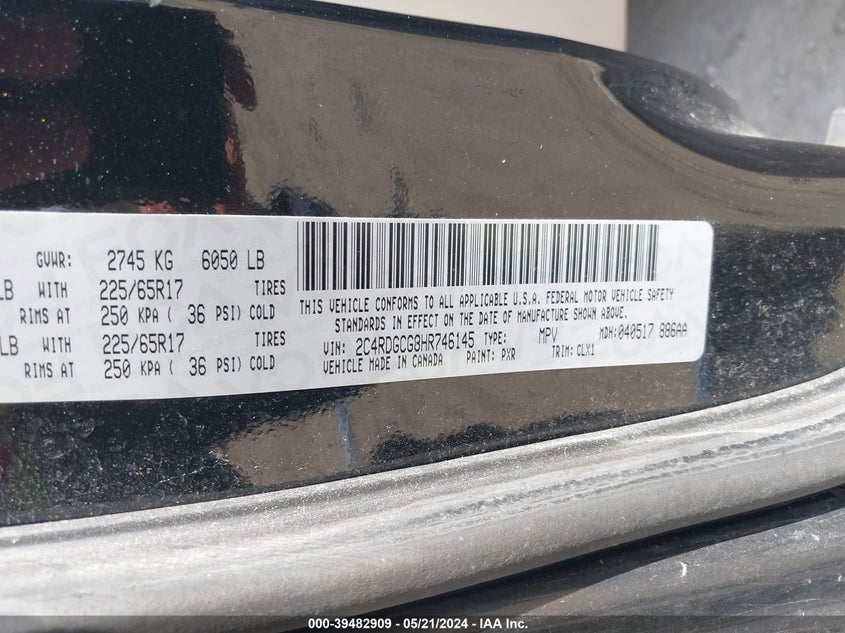 GVWR: 2745 KG 6050 LB
LB WITH 225/65R17 TIRES
RIMS AT 250 KPA ( 36 PSI) COLD
LB WITH 225/65R17 TIRES
RIMS AT 250 KPA ( 36 PSI) COLD
THIS VEHICLE CONFORMS TO ALL APPLICABLE U.S.A. FEDERAL MOTOR VEHICLE SAFETY
STANDARDS IN EFFECT ON THE DATE OF MANUFACTURE SHOWN ABOVE.
VIN: 2C4RDGCG8HR746145 TYPE: MPV MDH:040517 886AA
VEHICLE MADE IN CANADA PAINT: PXR TRIM: CLX1
000-39482909 - 05/21/2024 - IAA Inc.